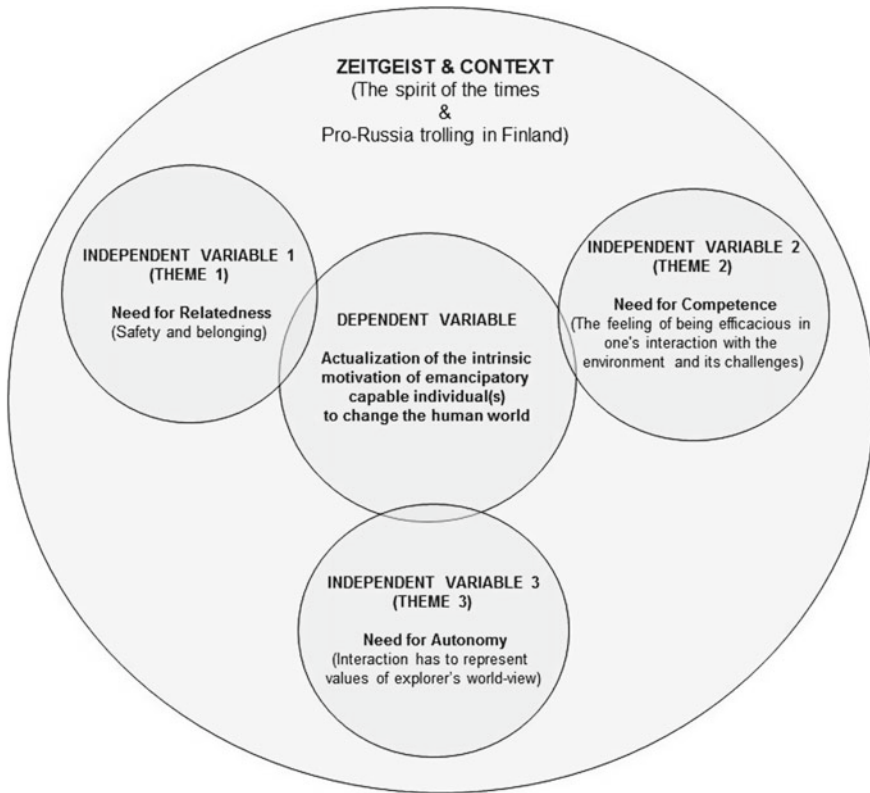 ZEITGEIST & CONTEXT
(The spirit of the times
&
Pro-Russia trolling in Finland)
INDEPENDENT VARIABLE 1
(THEME 1)
Need for Relatedness
(Safety and belonging)
DEPENDENT VARIABLE
Actualization of the intrinsic
motivation of emancipatory
capable individual(s)
to change the human world
INDEPENDENT VARIABLE 2
(THEME 2)
Need for Competence
(The feeling of being efficacious in
one's interaction with the
environment and its challenges)
INDEPENDENT VARIABLE 3
(THEME 3)
Need for Autonomy
(Interaction has to represent
values of explorer's world-view)